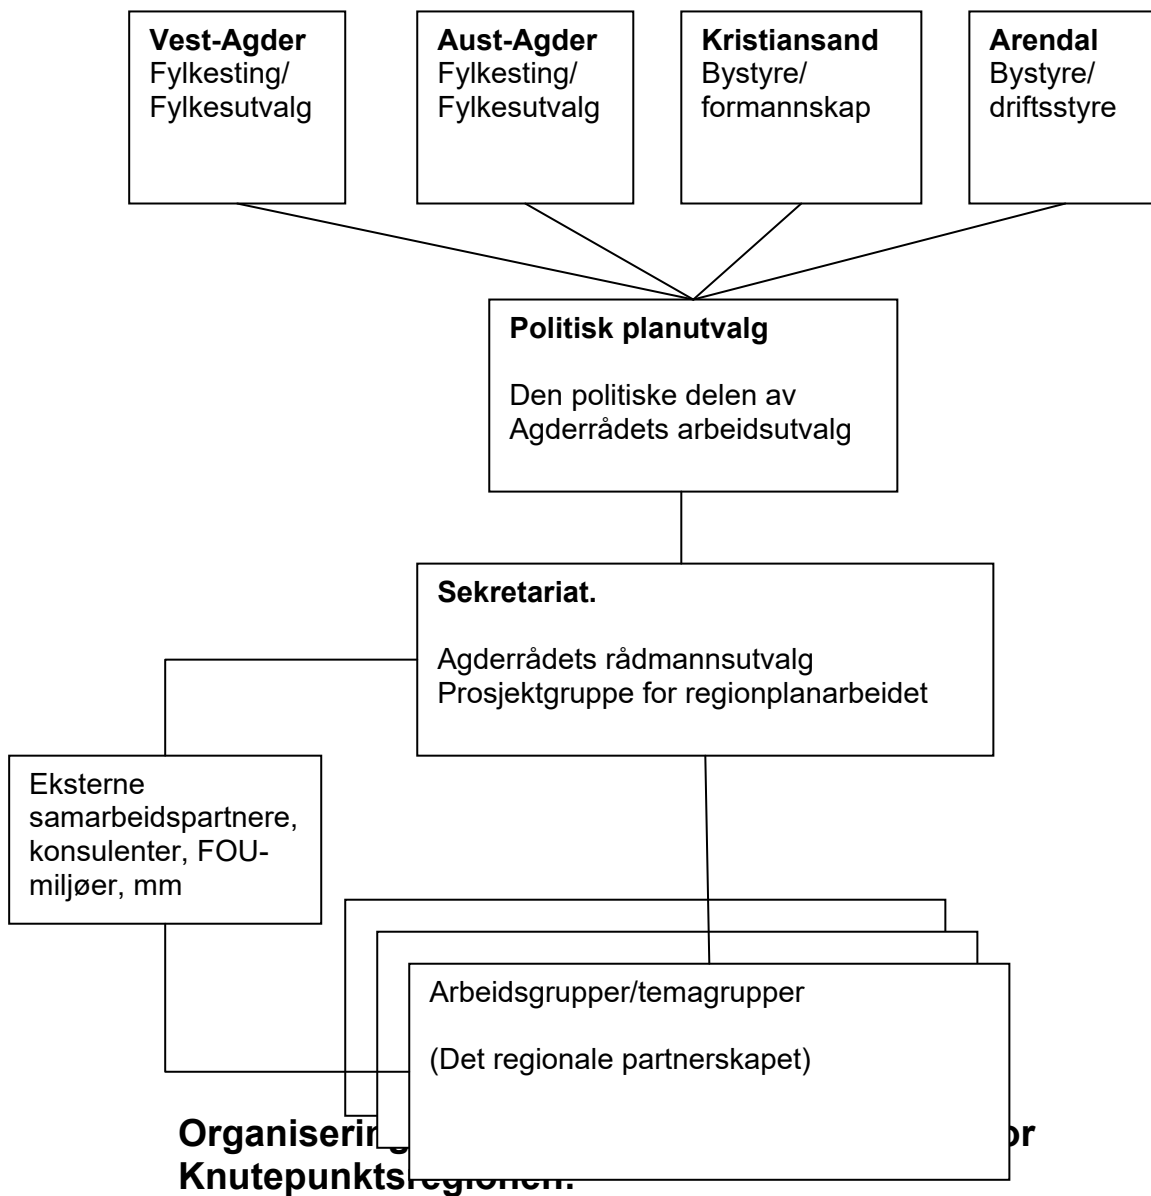 Vest-Agder
Fylkesting/
Fylkesutvalg
Aust-Agder
Fylkesting/
Fylkesutvalg
Kristiansand
Bystyre/
formannskap
Arendal
Bystyre/
driftsstyre
Politisk planutvalg
Den politiske delen av
Agderrådets arbeidsutvalg
Sekretariat.
Agderrådets rådmannsutvalg
Prosjektgruppe for regionplanarbeidet
Eksterne
samarbeidspartnere,
konsulenter, FOU-
miljøer, mm
Arbeidsgrupper/temagrupper
(Det regionale partnerskapet)
Organisering
Knutepunktsregionen.